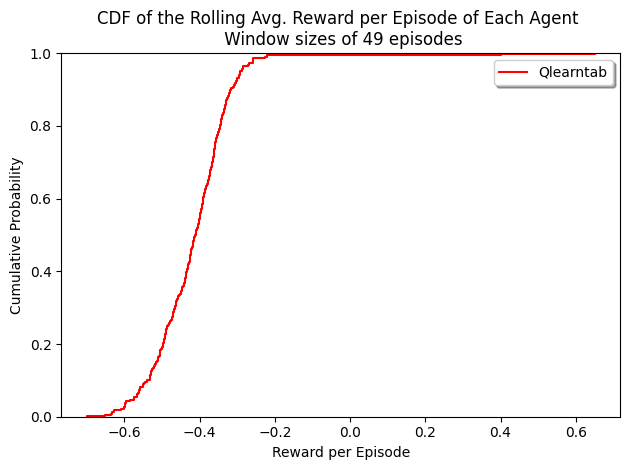 CDF of the Rolling Avg. Reward per Episode of Each Agent
Window sizes of 49 episodes
Qlearntab
1.0
0.8
0.6
0.4
0.2
0.0
Cumulative Probability
−0.6
−0.4
−0.2
0.0
0.2
0.4
0.6
Reward per Episode